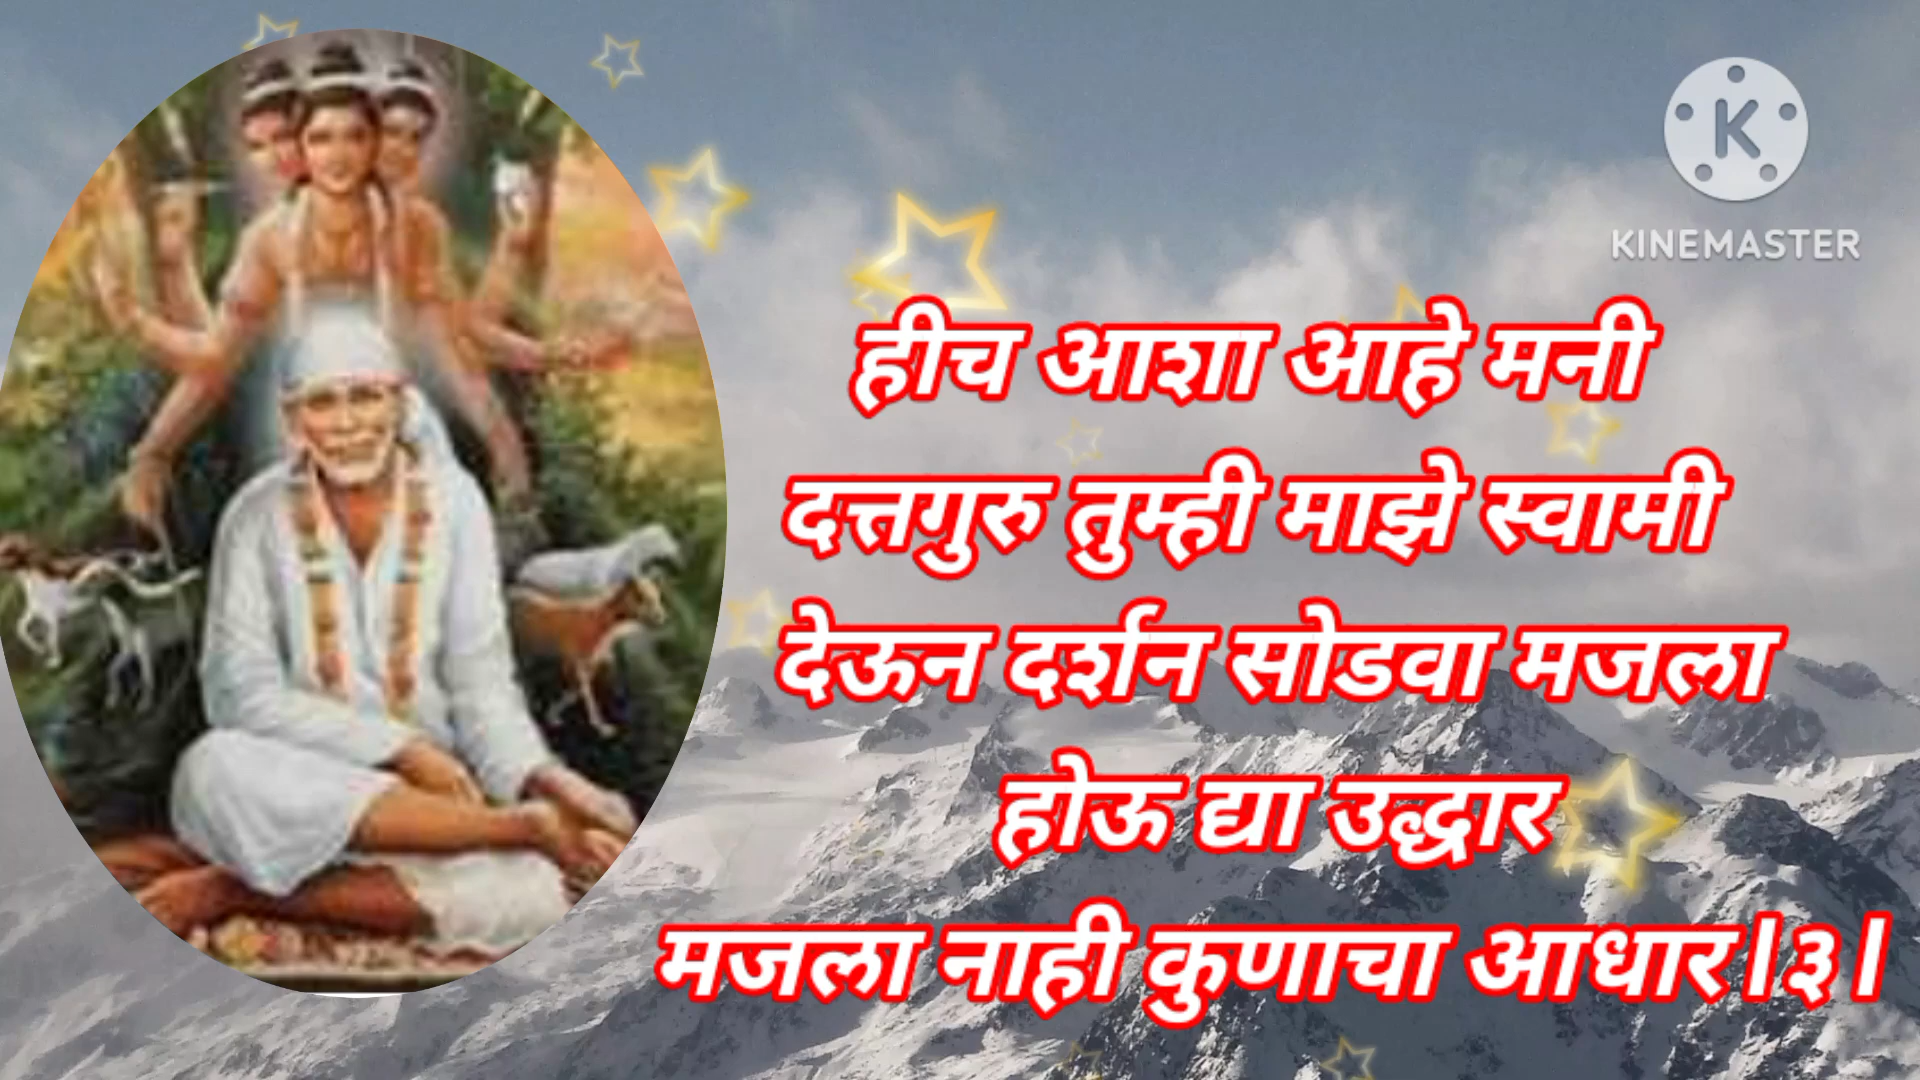 KINEMASTER
हीच आशा आहे मनी
दत्तगुरु तुम्ही माझे स्वामी
देऊन दर्शन सोडवा मजला
होऊ द्या उद्धार
मजला नाही कुणाचा आधार।३।